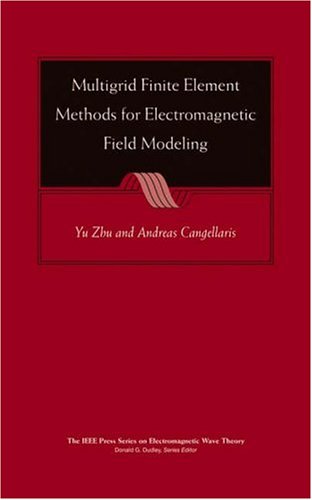 Multigrid Finite Element
Methods for Electromagnetic
Field Modeling
Yu Zhu and Andreas Cangellaris
The IEEE Press Series on Electromagnetic Wave Theory
Donald G. Dudley, Series Editor